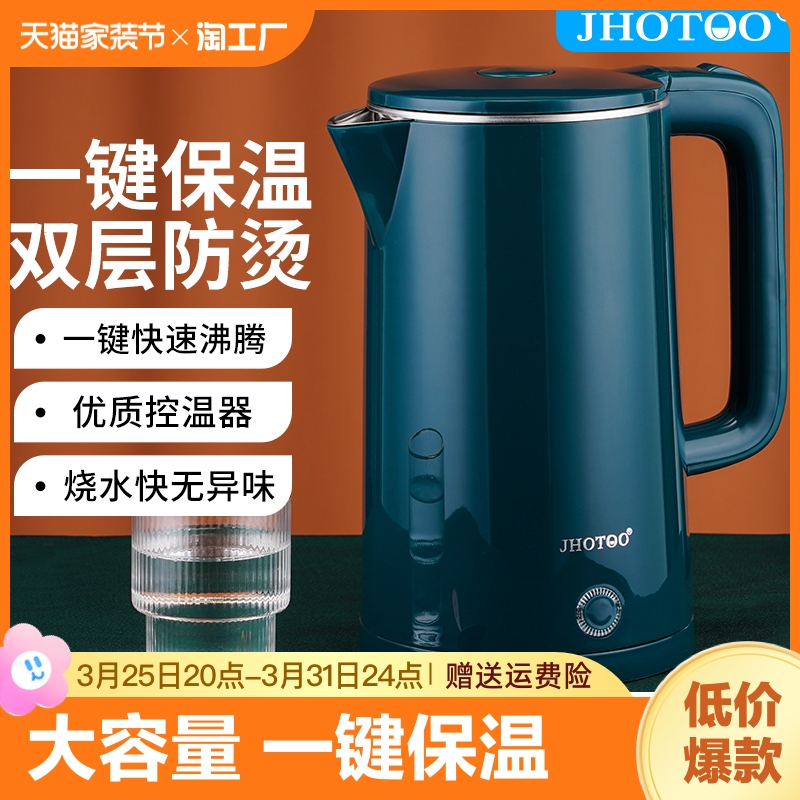 天猫家装节×淘工厂
JHOTOO®
一键保温
双层防烫
• 一键快速沸腾
• 优质控温器
• 烧水快无异味
JHOTOO®
3月25日20点-3月31日24点| 赠送运费险
大容量 一键保温
低价
爆款